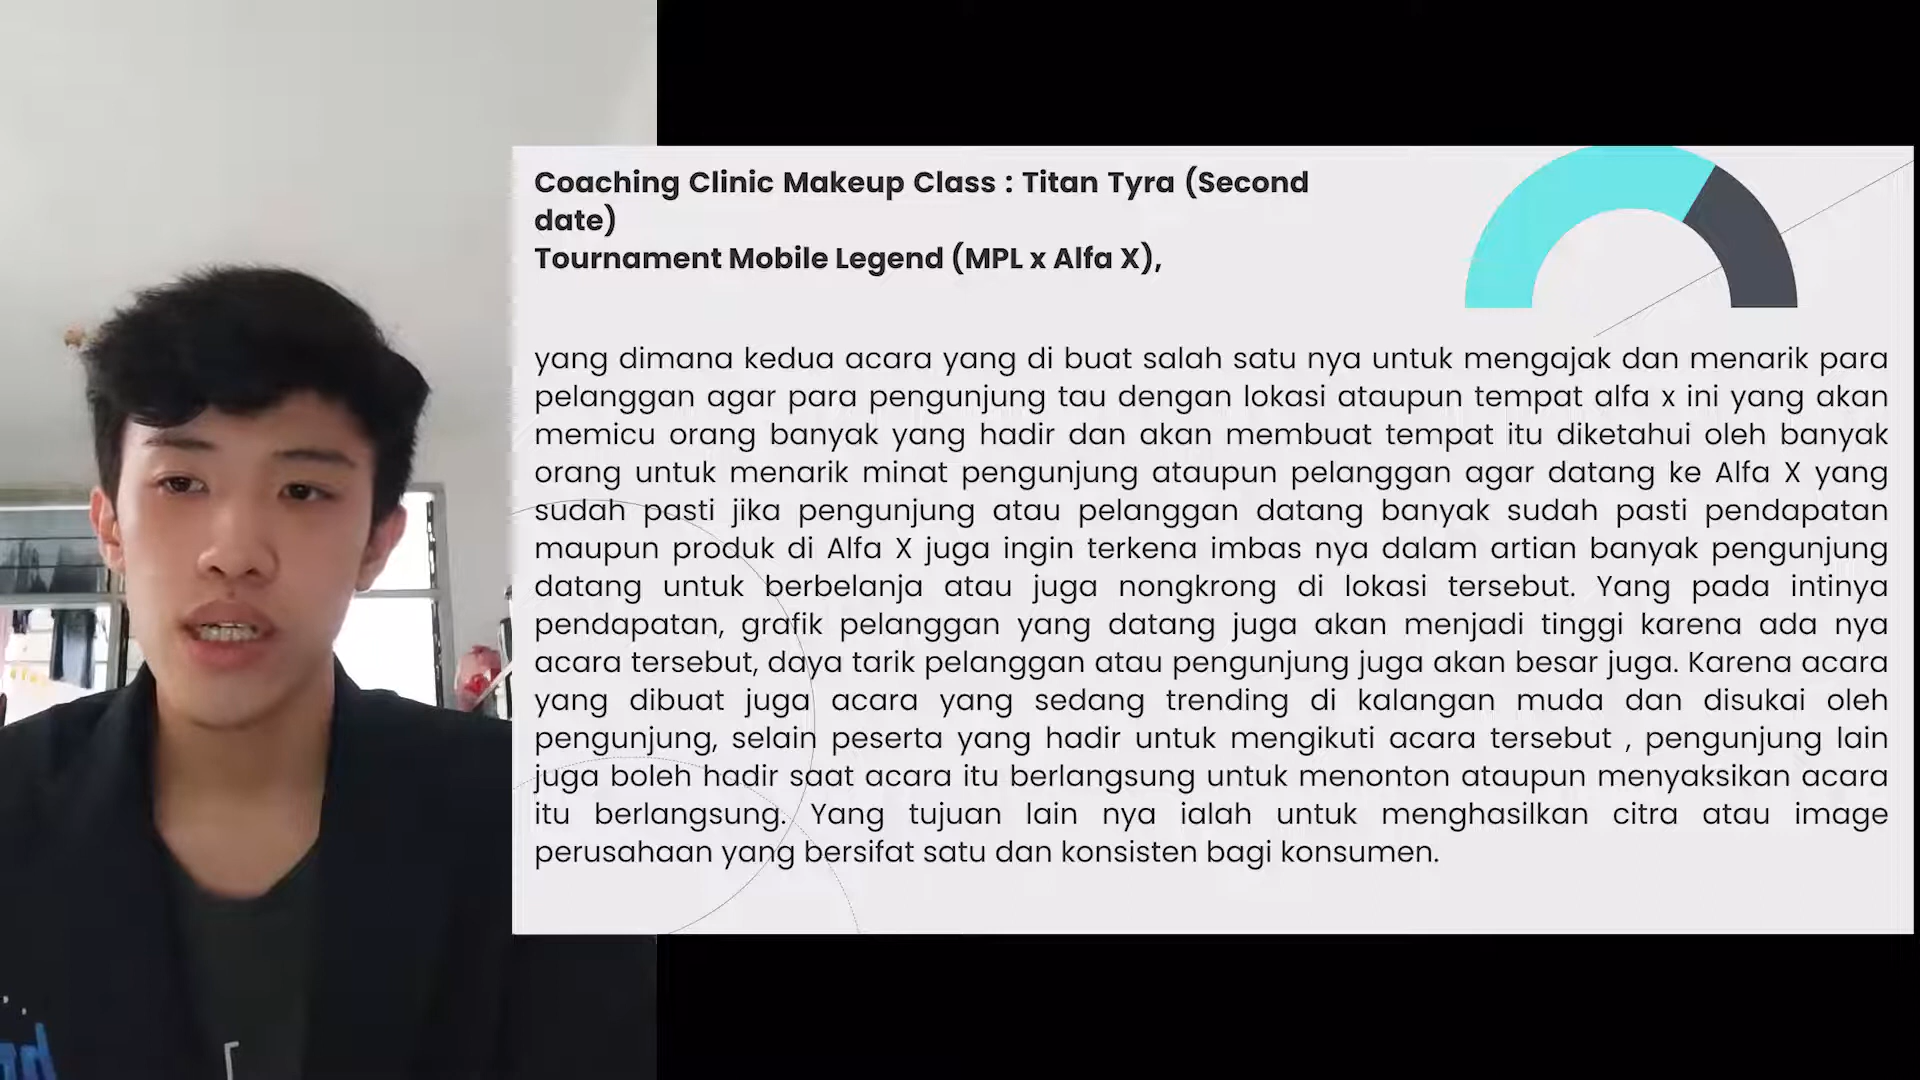 Coaching Clinic Makeup Class : Titan Tyra (Second
date)
Tournament Mobile Legend (MPL x Alfa X),
yang dimana kedua acara yang di buat salah satu nya untuk mengajak dan menarik para
pelanggan agar para pengunjung tau dengan lokasi ataupun tempat alfa x ini yang akan
memicu orang banyak yang hadir dan akan membuat tempat itu diketahui oleh banyak
orang untuk menarik minat pengunjung ataupun pelanggan agar datang ke Alfa X yang
sudah pasti jika pengunjung atau pelanggan datang banyak sudah pasti pendapatan
maupun produk di Alfa X juga ingin terkena imbas nya dalam artian banyak pengunjung
datang untuk berbelanja atau juga nongkrong di lokasi tersebut. Yang pada intinya
pendapatan, grafik pelanggan yang datang juga akan menjadi tinggi karena ada nya
acara tersebut, daya tarik pelanggan atau pengunjung juga akan besar juga. Karena acara
yang dibuat juga acara yang sedang trending di kalangan muda dan disukai oleh
pengunjung, selain peserta yang hadir untuk mengikuti acara tersebut , pengunjung lain
juga boleh hadir saat acara itu berlangsung untuk menonton ataupun menyaksikan acara
itu berlangsung. Yang tujuan lain nya ialah untuk menghasilkan citra atau image
perusahaan yang bersifat satu dan konsisten bagi konsumen.